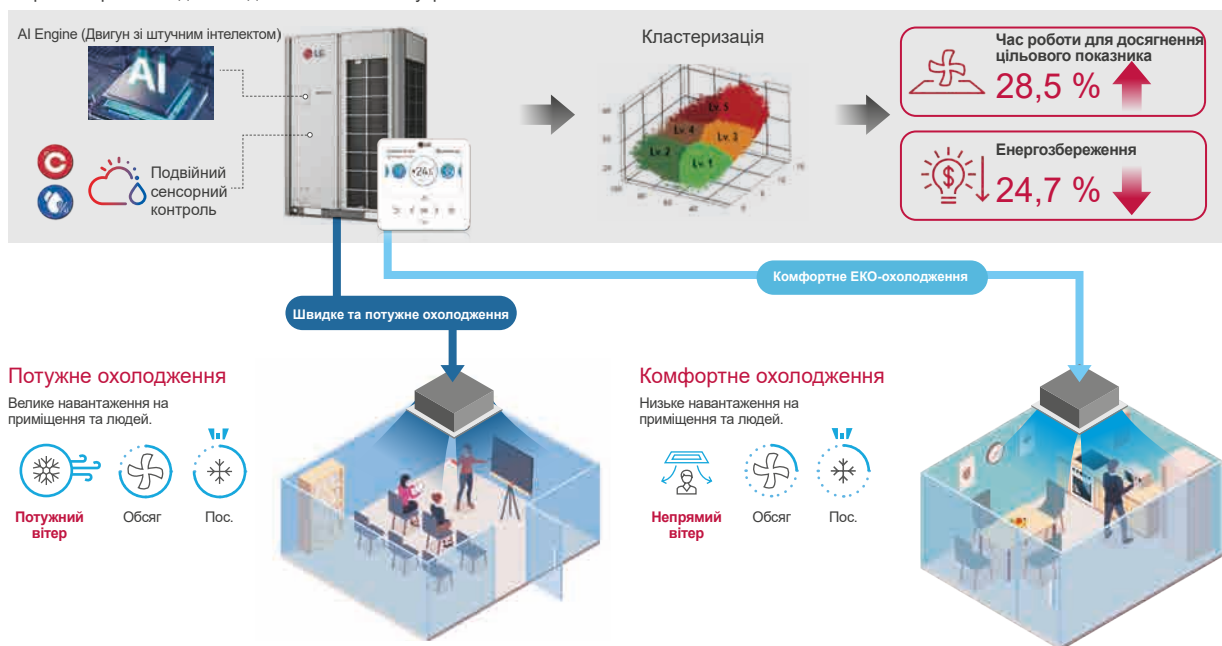 AI Engine (Двигун зі штучним інтелектом)
AI
LG
Подвійний
сенсорний
контроль
Кластеризація
Lv. 5
Lv. 4
Lv. 3
Lv. 2
Lv. 1
Час роботи для досягнення
цільового показника
28,5 %
Енергозбереження
24,7 %
Комфортне ЕКО-охолодження
Швидке та потужне охолодження
Потужне охолодження
Велике навантаження на
приміщення та людей.
Потужний
вітер
Обсяг
Пос.
Комфортне охолодження
Низьке навантаження на
приміщення та людей.
Непрямий
вітер
Обсяг
Пос.